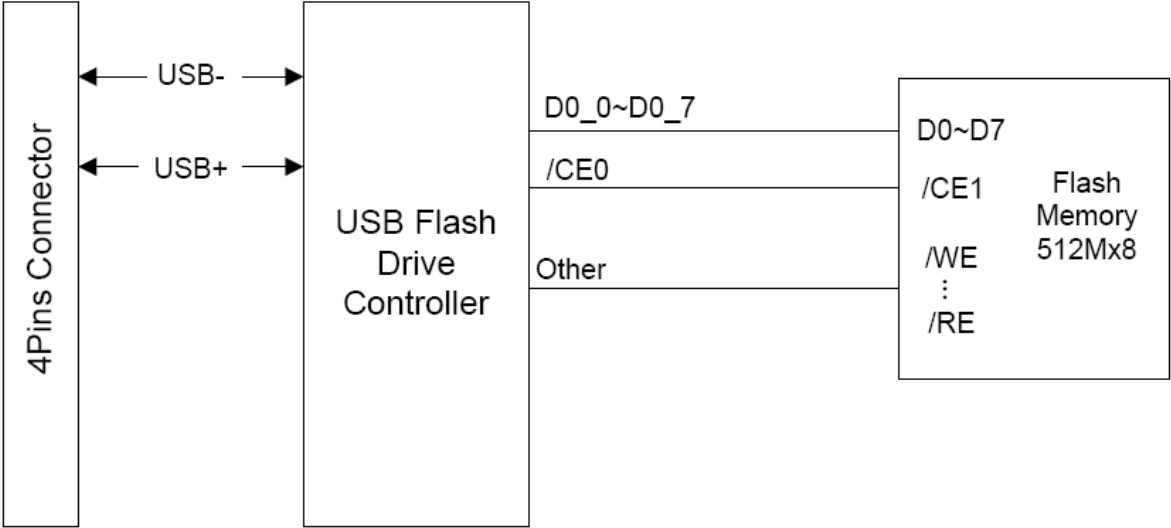 4Pins Connector
USB-
USB+
USB Flash
Drive
Controller
D0_0~D0_7
/CE0
Other
D0~D7
/CE1
/WE
⋮
/RE
Flash
Memory
512Mx8